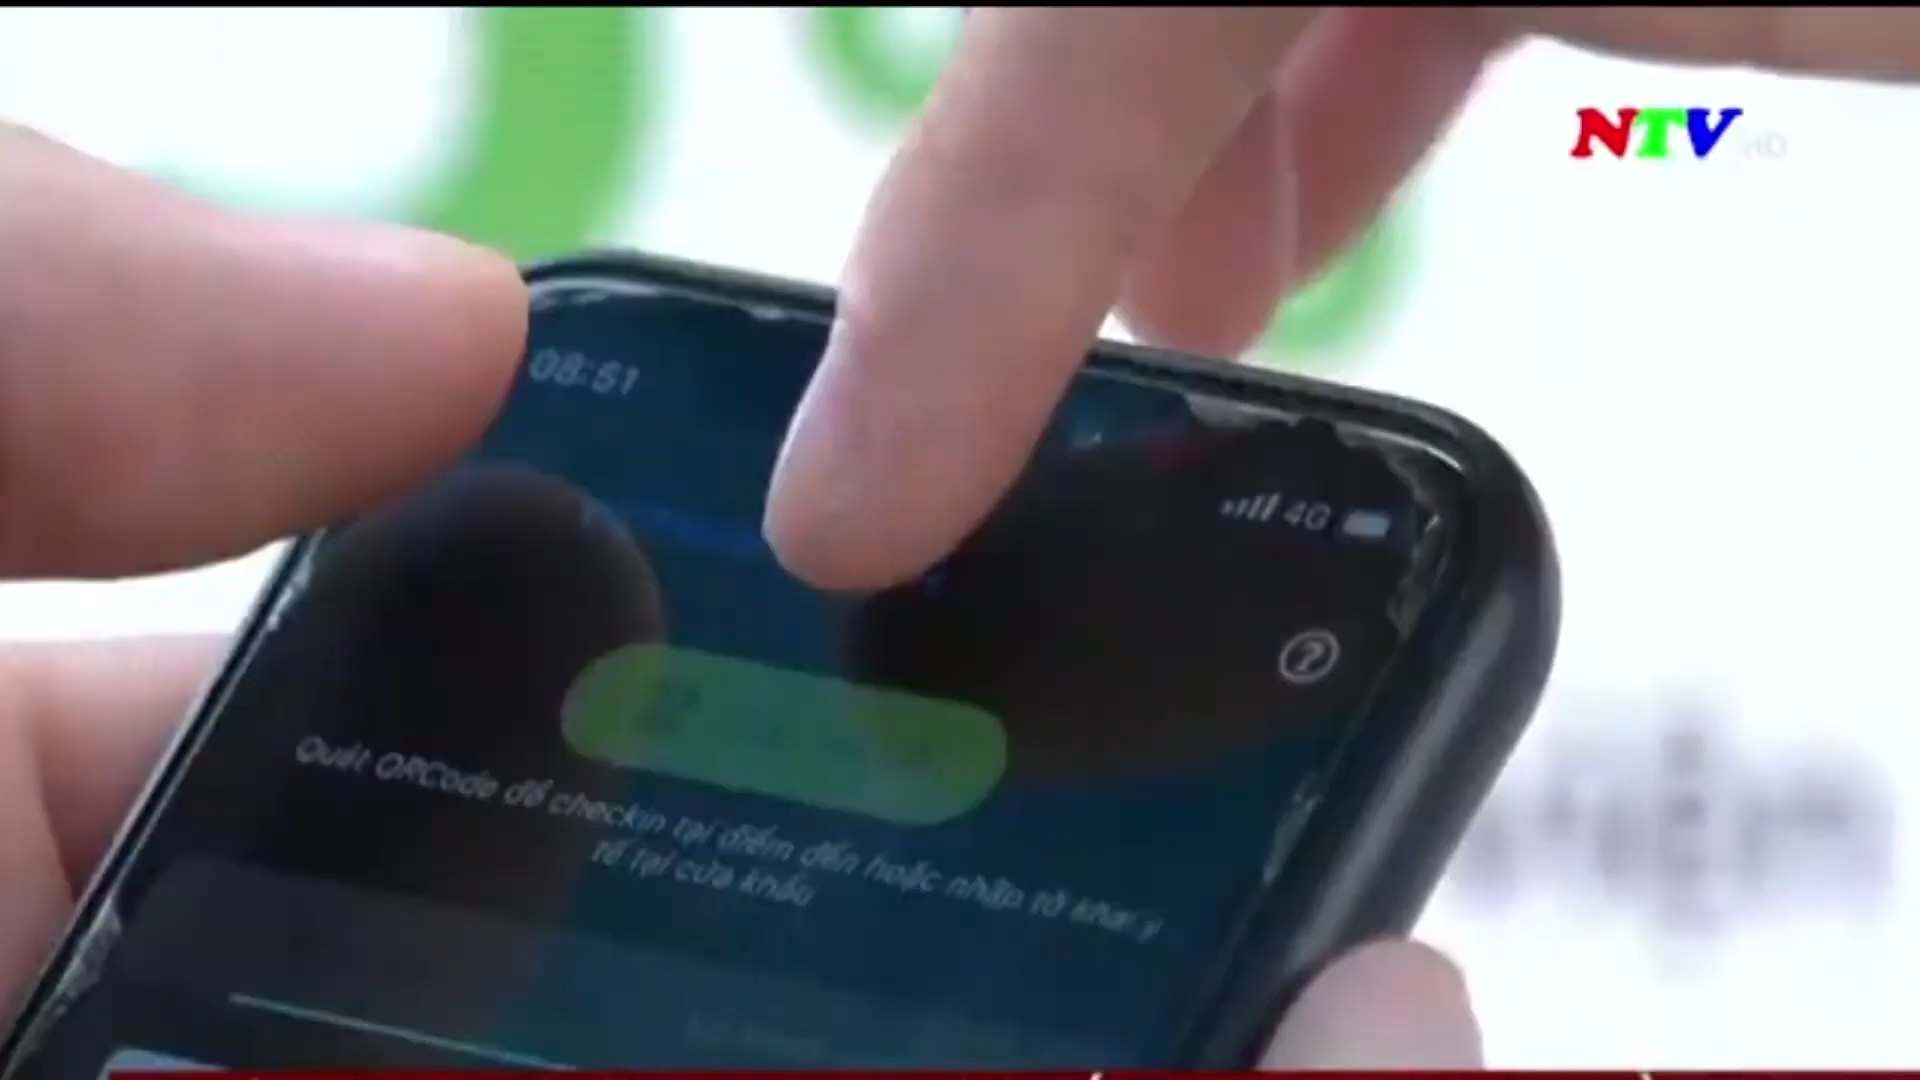 NTV HD
08:51
4G
?
Quét QRCode để checkin tại điểm đến hoặc nhập tờ khai y
tế tại cửa khẩu